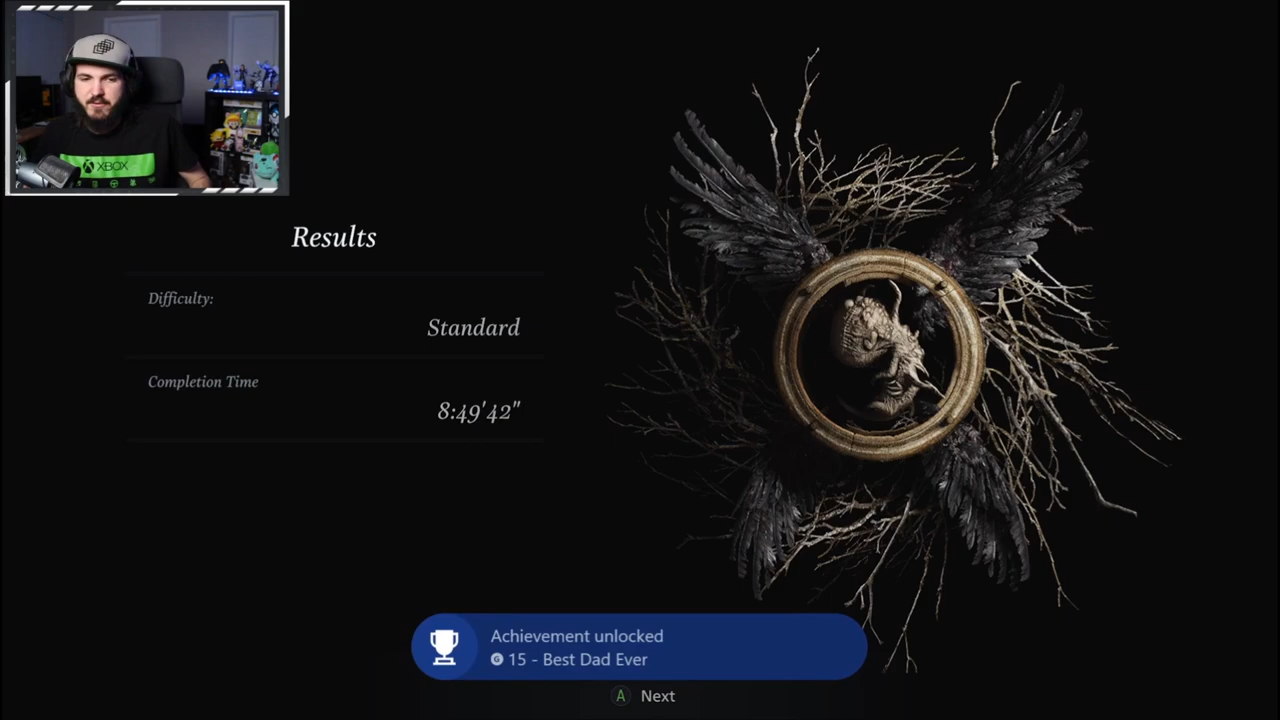 XBOX
Results
Difficulty:
Standard
Completion Time
8:49'42"
Achievement unlocked
G 15 - Best Dad Ever
A Next